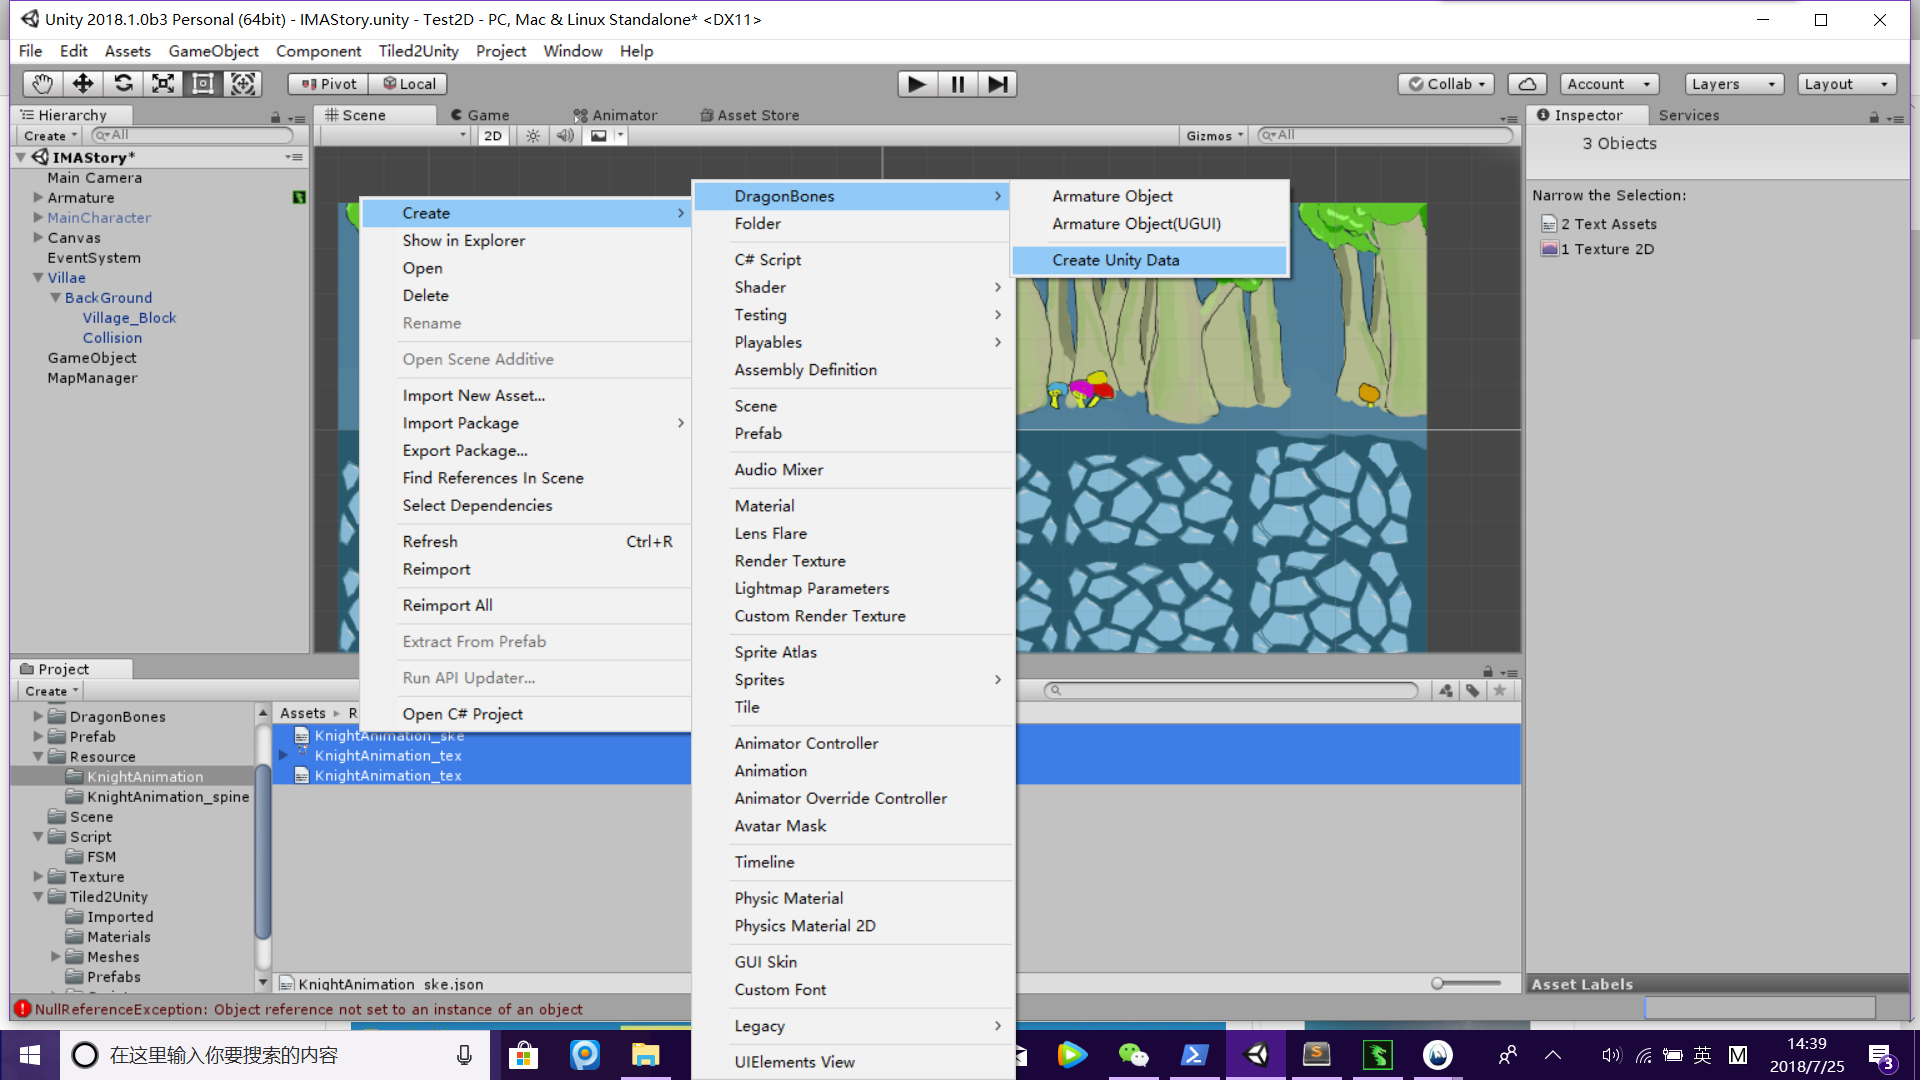 Unity 2018.1.0b3 Personal (64bit) - IMAStory.unity - Test2D - PC, Mac & Linux Standalone* <DX11>
File Edit Assets GameObject Component Tiled2Unity Project Window Help
Pivot Local Collab Account Layers Layout
Hierarchy
Create All
IMAStory*
Main Camera
Armature
MainCharacter
Canvas
EventSystem
Villae
BackGround
Village_Block
Collision
GameObject
MapManager
Scene Game Animator Asset Store
2D Gizmos All
Create
Show in Explorer
Open
Delete
Rename
Open Scene Additive
Import New Asset...
Import Package
Export Package...
Find References In Scene
Select Dependencies
Refresh Ctrl+R
Reimport
Reimport All
Extract From Prefab
Run API Updater...
Open C# Project
DragonBones
Folder
C# Script
Shader
Testing
Playables
Assembly Definition
Scene
Prefab
Audio Mixer
Material
Lens Flare
Render Texture
Lightmap Parameters
Custom Render Texture
Sprite Atlas
Sprites
Tile
Animator Controller
Animation
Animator Override Controller
Avatar Mask
Timeline
Physic Material
Physics Material 2D
GUI Skin
Custom Font
Legacy
UIElements View
Armature Object
Armature Object(UGUI)
Create Unity Data
Inspector Services
3 Objects
Narrow the Selection:
2 Text Assets
1 Texture 2D
Asset Labels
Project
Create
DragonBones
Prefab
Resource
KnightAnimation
KnightAnimation_spine
Scene
Script
FSM
Texture
Tiled2Unity
Imported
Materials
Meshes
Prefabs
Assets R
KnightAnimation_ske
KnightAnimation_tex
KnightAnimation_tex
KnightAnimation_ske.json
NullReferenceException: Object reference not set to an instance of an object
在这里输入你要搜索的内容
英 M
14:39
2018/7/25
3